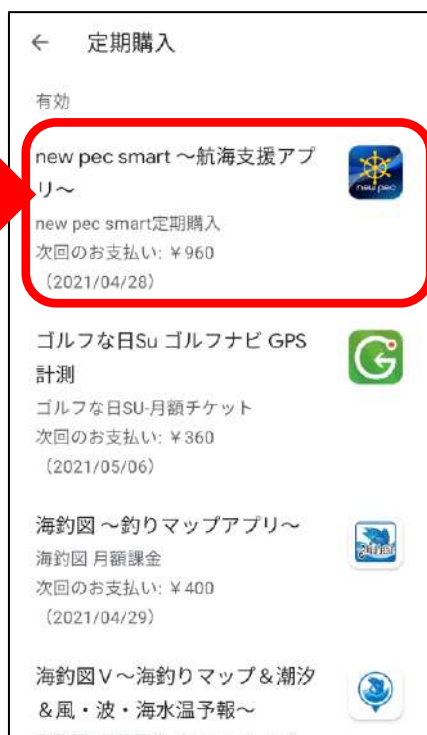 ← 定期購入
有効
new pec smart ～航海支援アプ
リ～
new pec
new pec smart定期購入
次回のお支払い: ￥960
（2021/04/28）
ゴルフな日Su ゴルフナビ GPS
計測
ゴルフな日SU-月額チケット
次回のお支払い: ￥360
（2021/05/06）
海釣図 ～釣りマップアプリ～
海釣図 月額課金
次回のお支払い: ￥400
（2021/04/29）
海釣図Ⅴ～海釣りマップ＆潮汐
＆風・波・海水温予報～